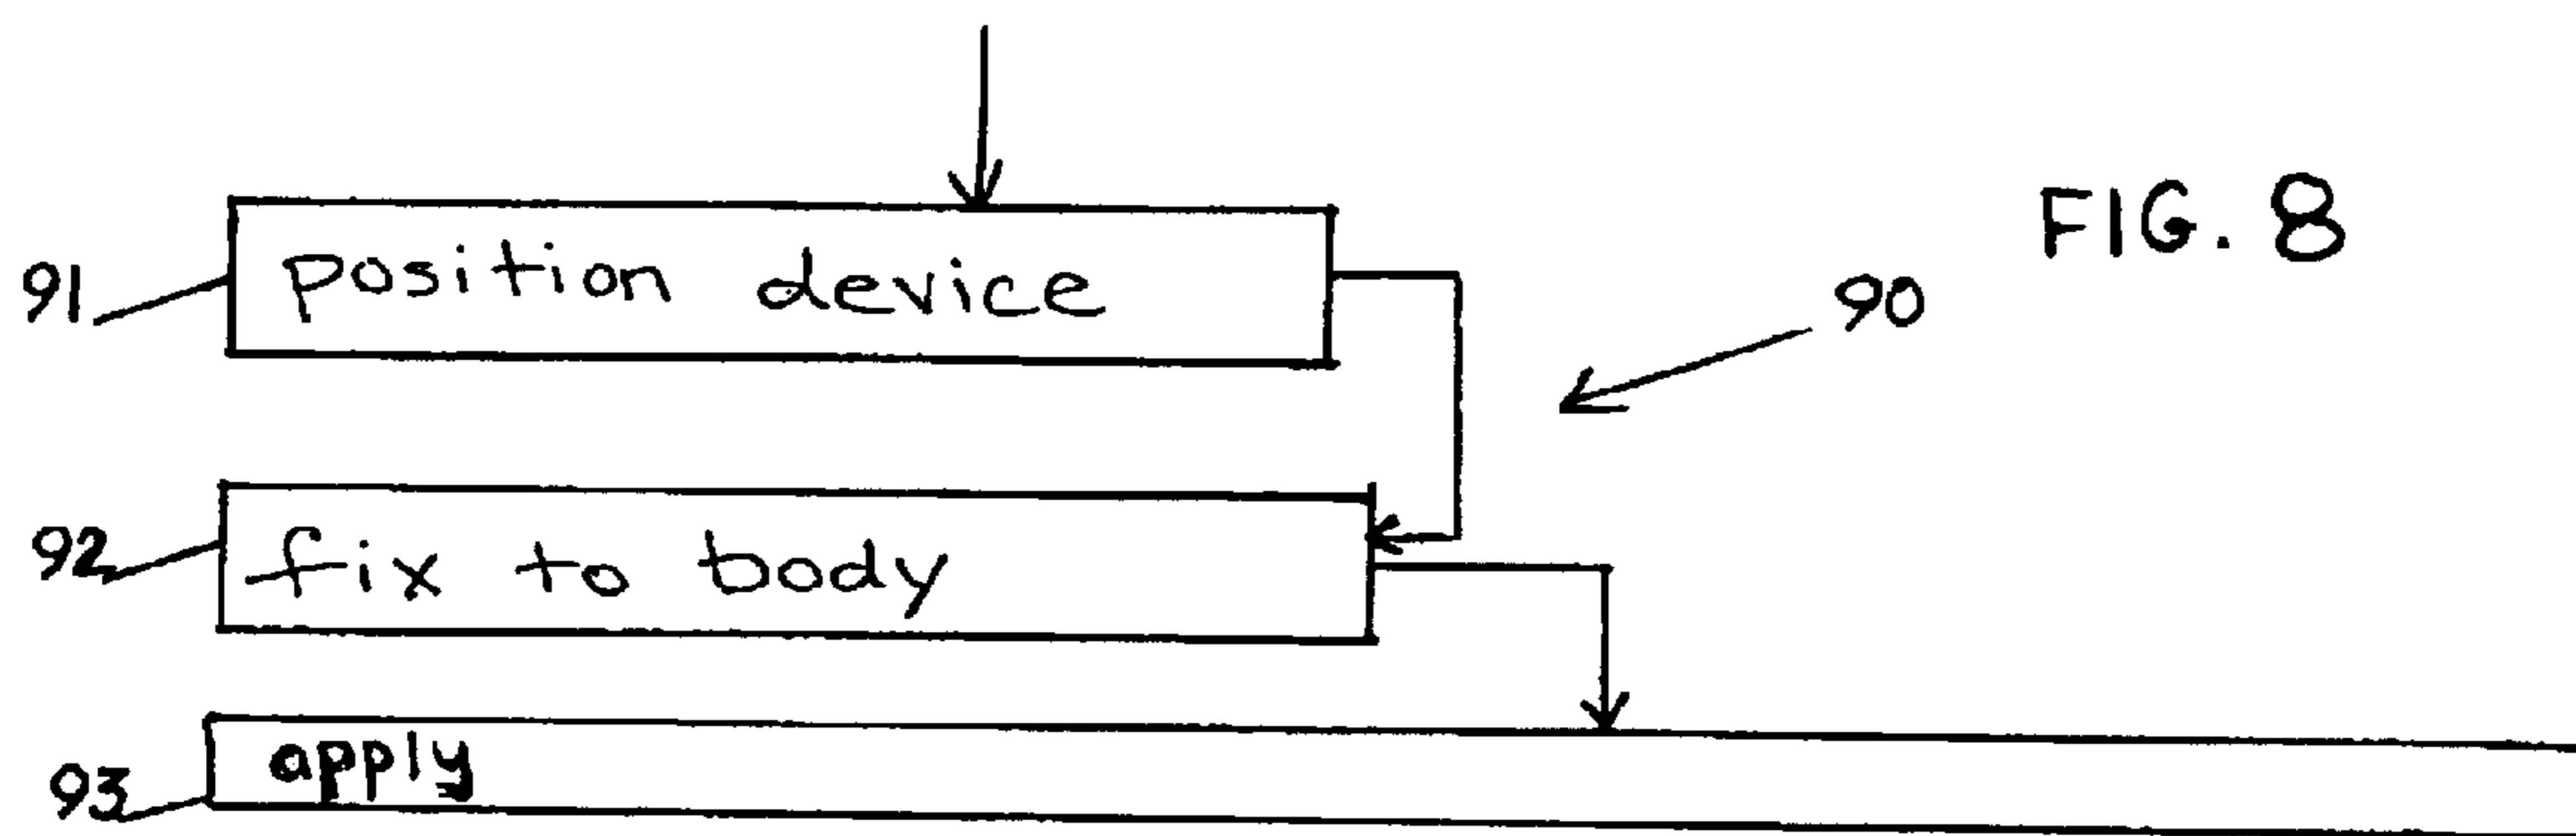 FIG. 8
90
91 position device
92 fix to body
93 apply